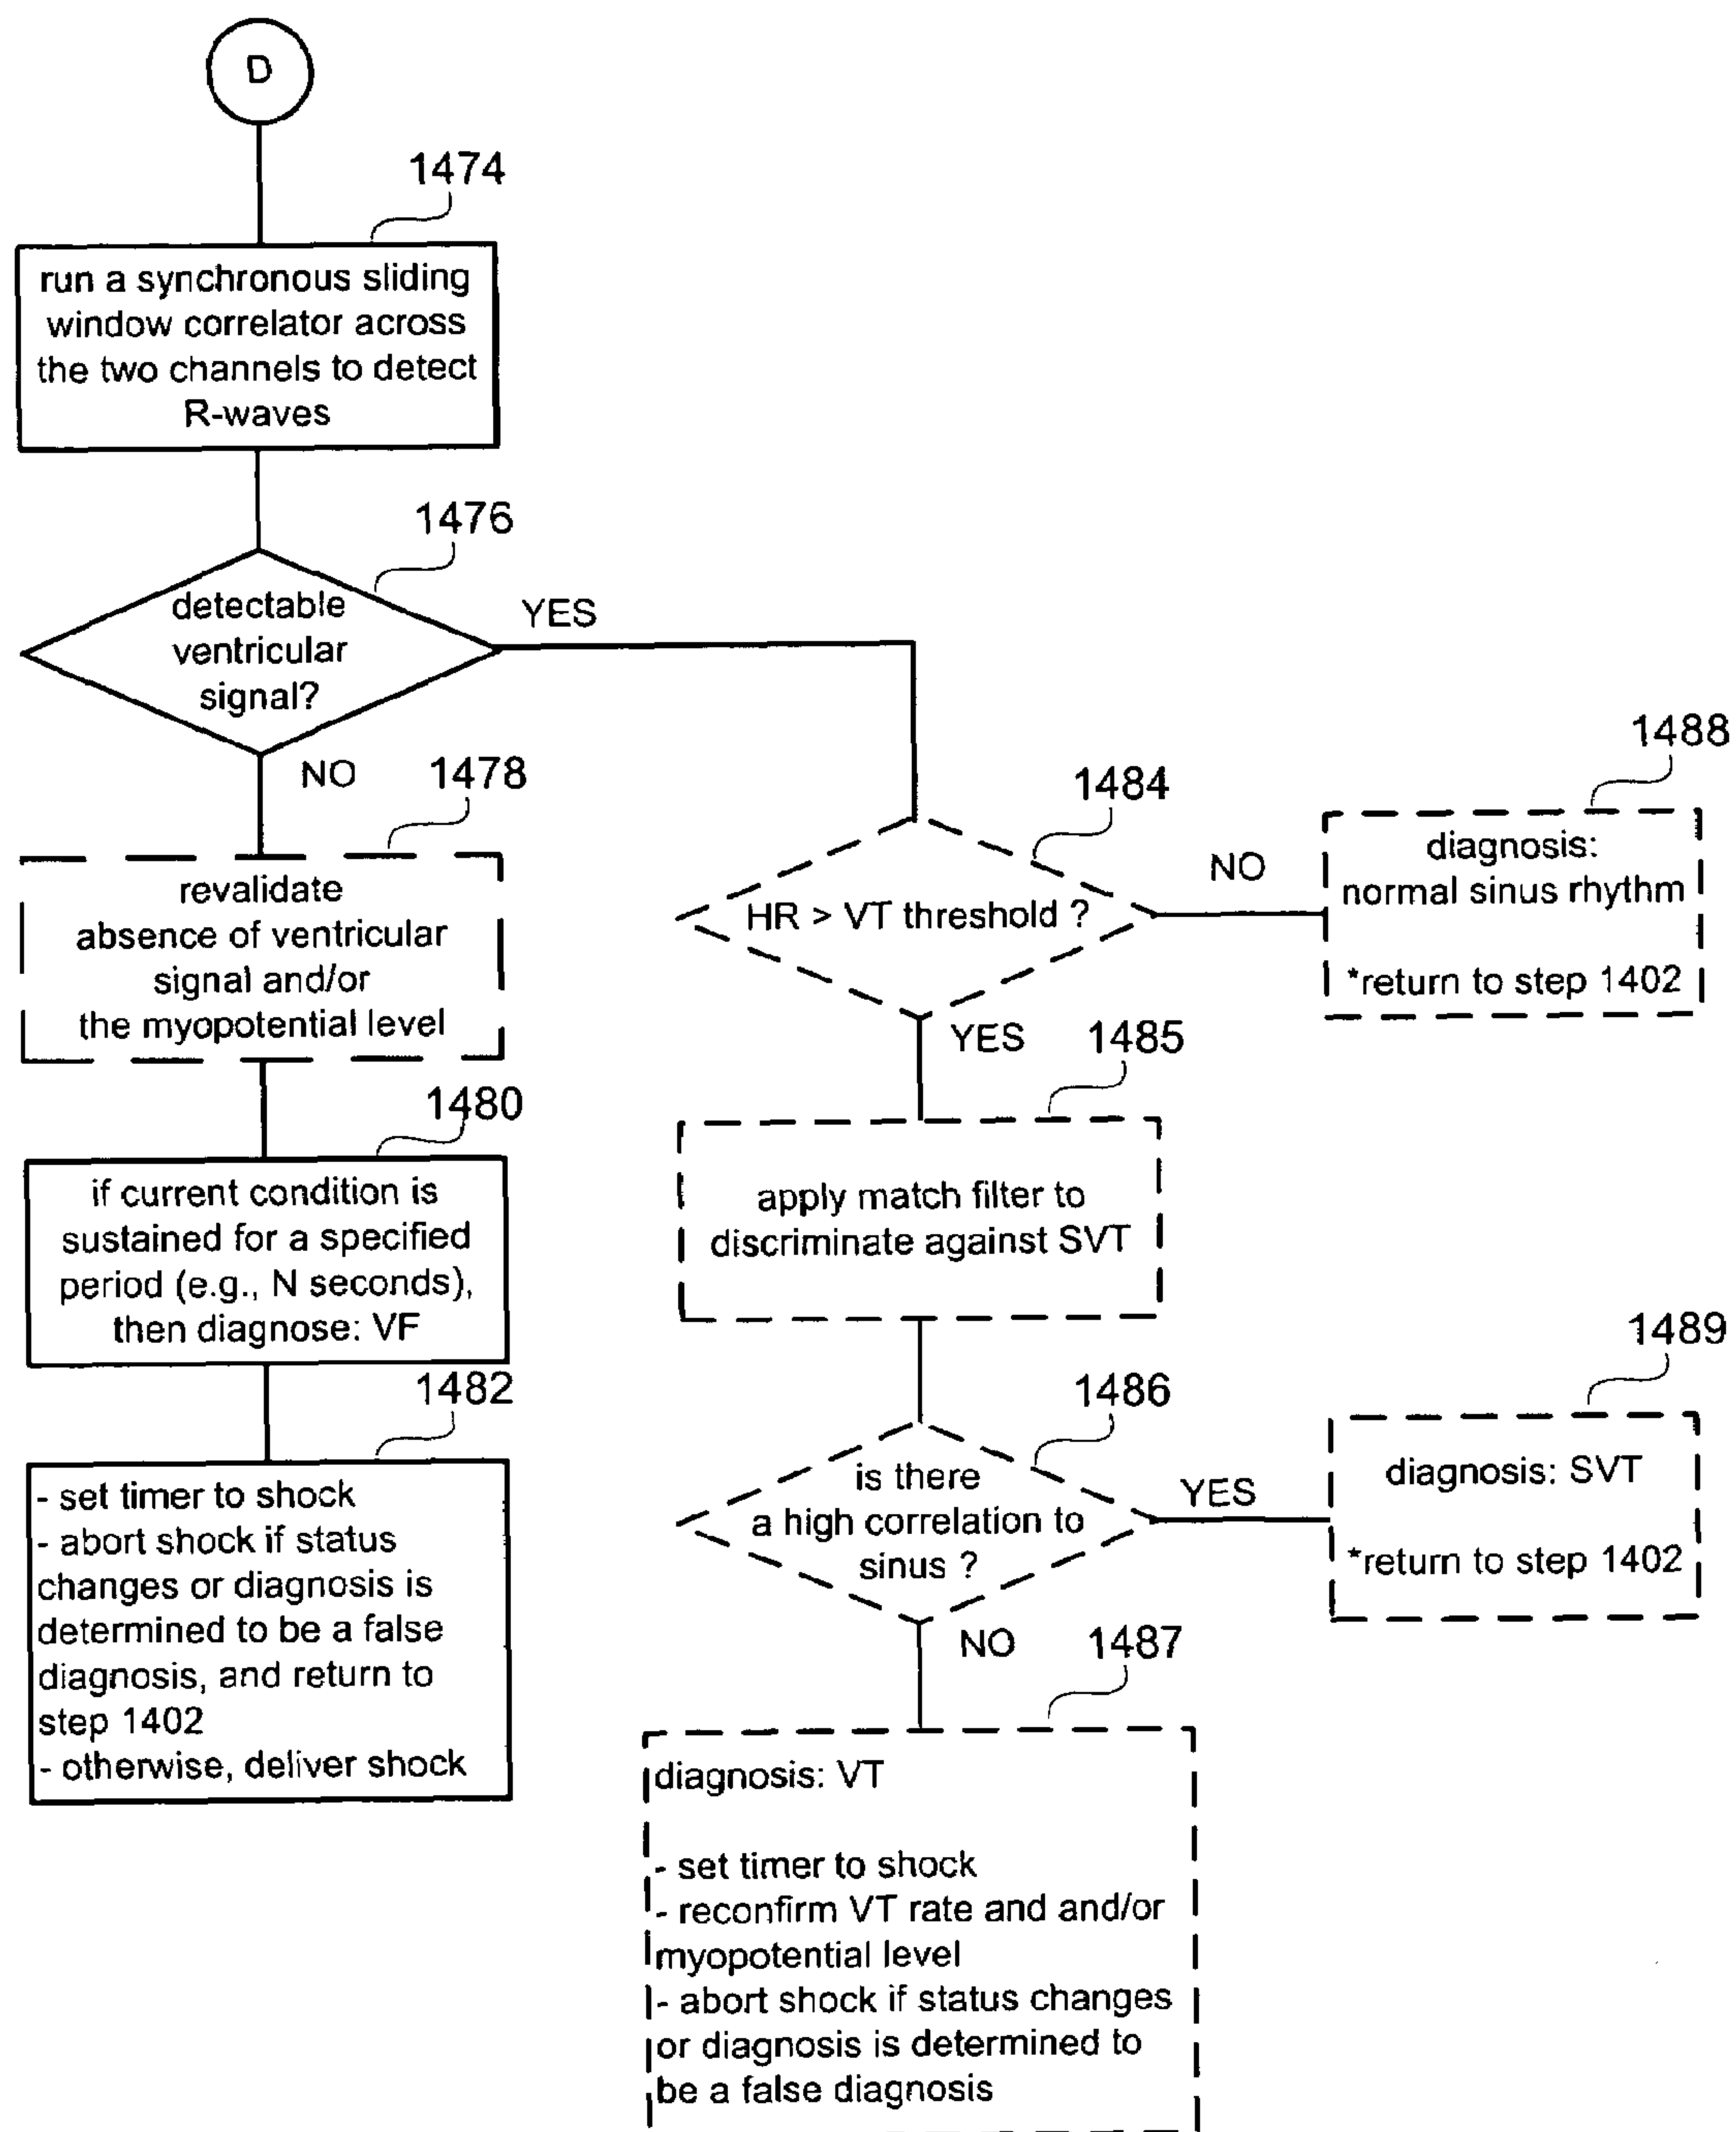 D
1474
run a synchronous sliding
window correlator across
the two channels to detect
R-waves
1476
detectable
ventricular
signal?
YES
NO
1478
revalidate
absence of ventricular
signal and/or
the myopotential level
1480
if current condition is
sustained for a specified
period (e.g., N seconds),
then diagnose: VF
1482
- set timer to shock
- abort shock if status
changes or diagnosis is
determined to be a false
diagnosis, and return to
step 1402
- otherwise, deliver shock
1484
HR > VT threshold ?
NO
1488
diagnosis:
normal sinus rhythm
*return to step 1402
YES
1485
apply match filter to
discriminate against SVT
1486
is there
a high correlation to
sinus ?
YES
1489
diagnosis: SVT
*return to step 1402
NO
1487
diagnosis: VT
- set timer to shock
- reconfirm VT rate and and/or
myopotential level
- abort shock if status changes
or diagnosis is determined to
be a false diagnosis